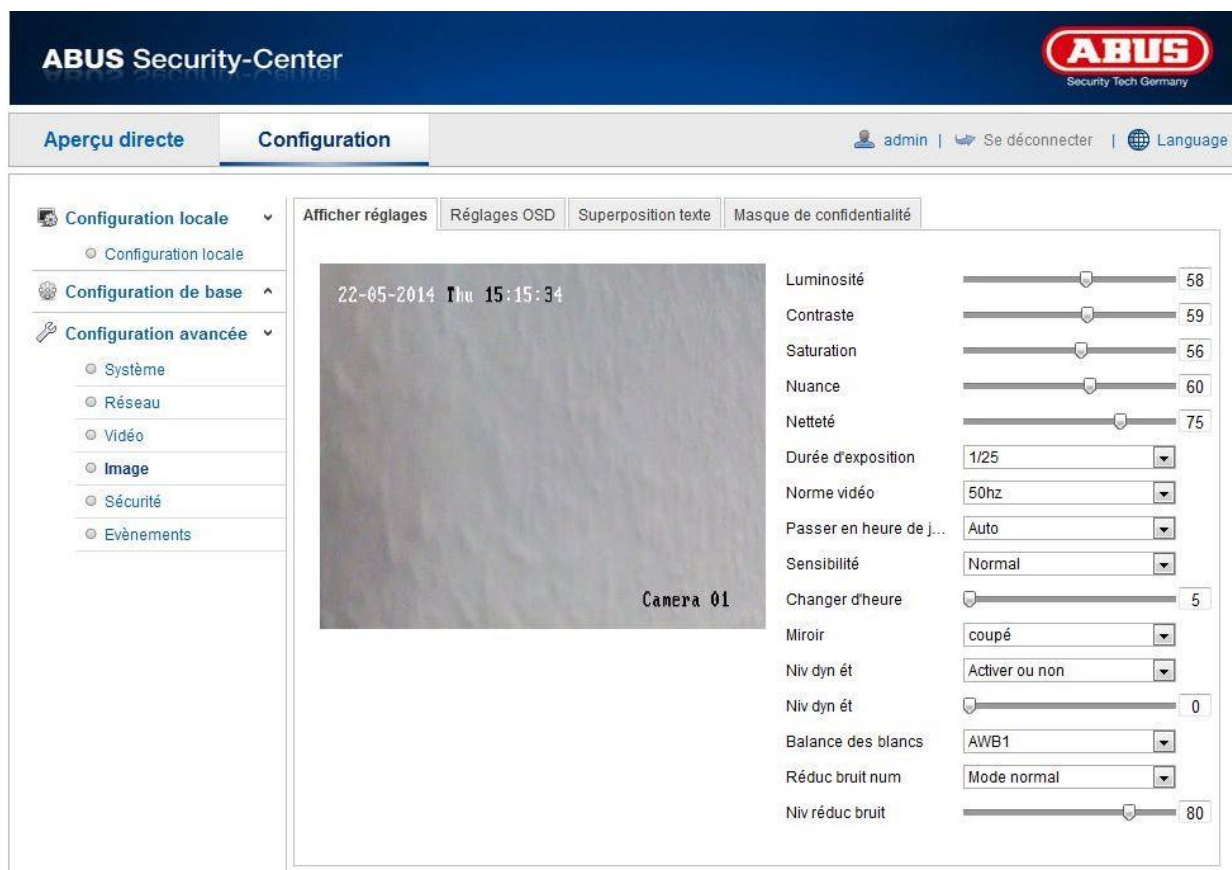 ABUS Security-Center
ABUS
Security Tech Germany
Aperçu directe
Configuration
admin | Se déconnecter | Language
Configuration locale
Configuration locale
Configuration de base
Configuration avancée
Système
Réseau
Vidéo
Image
Sécurité
Evènements
Afficher réglages
Réglages OSD
Superposition texte
Masque de confidentialité
22-05-2014 Thu 15:15:34
Camera 01
Luminosité 58
Contraste 59
Saturation 56
Nuance 60
Netteté 75
Durée d'exposition 1/25
Norme vidéo 50hz
Passer en heure de j... Auto
Sensibilité Normal
Changer d'heure 5
Miroir coupé
Niv dyn ét Activer ou non
Niv dyn ét 0
Balance des blancs AWB1
Réduc bruit num Mode normal
Niv réduc bruit 80